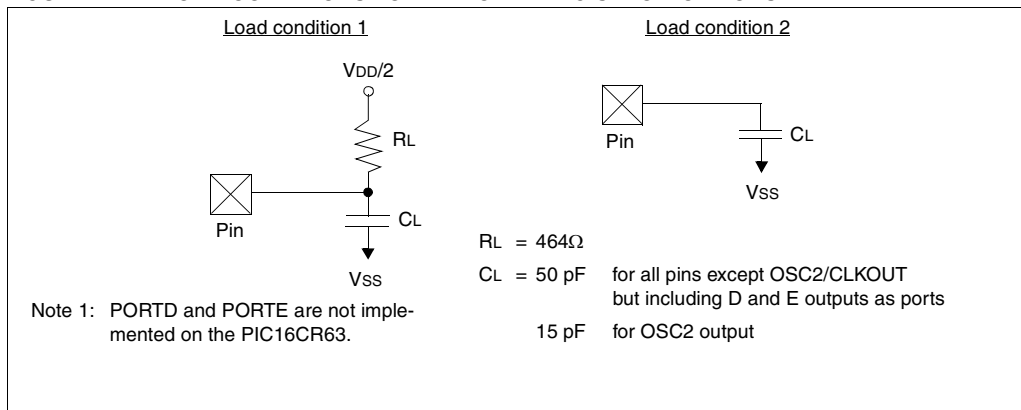 Load condition 1
Load condition 2
VDD/2
RL
CL
Pin
VSS
CL
Pin
VSS
RL = 464Ω
CL = 50 pF for all pins except OSC2/CLKOUT
but including D and E outputs as ports
15 pF for OSC2 output
Note 1: PORTD and PORTE are not imple-
mented on the PIC16CR63.